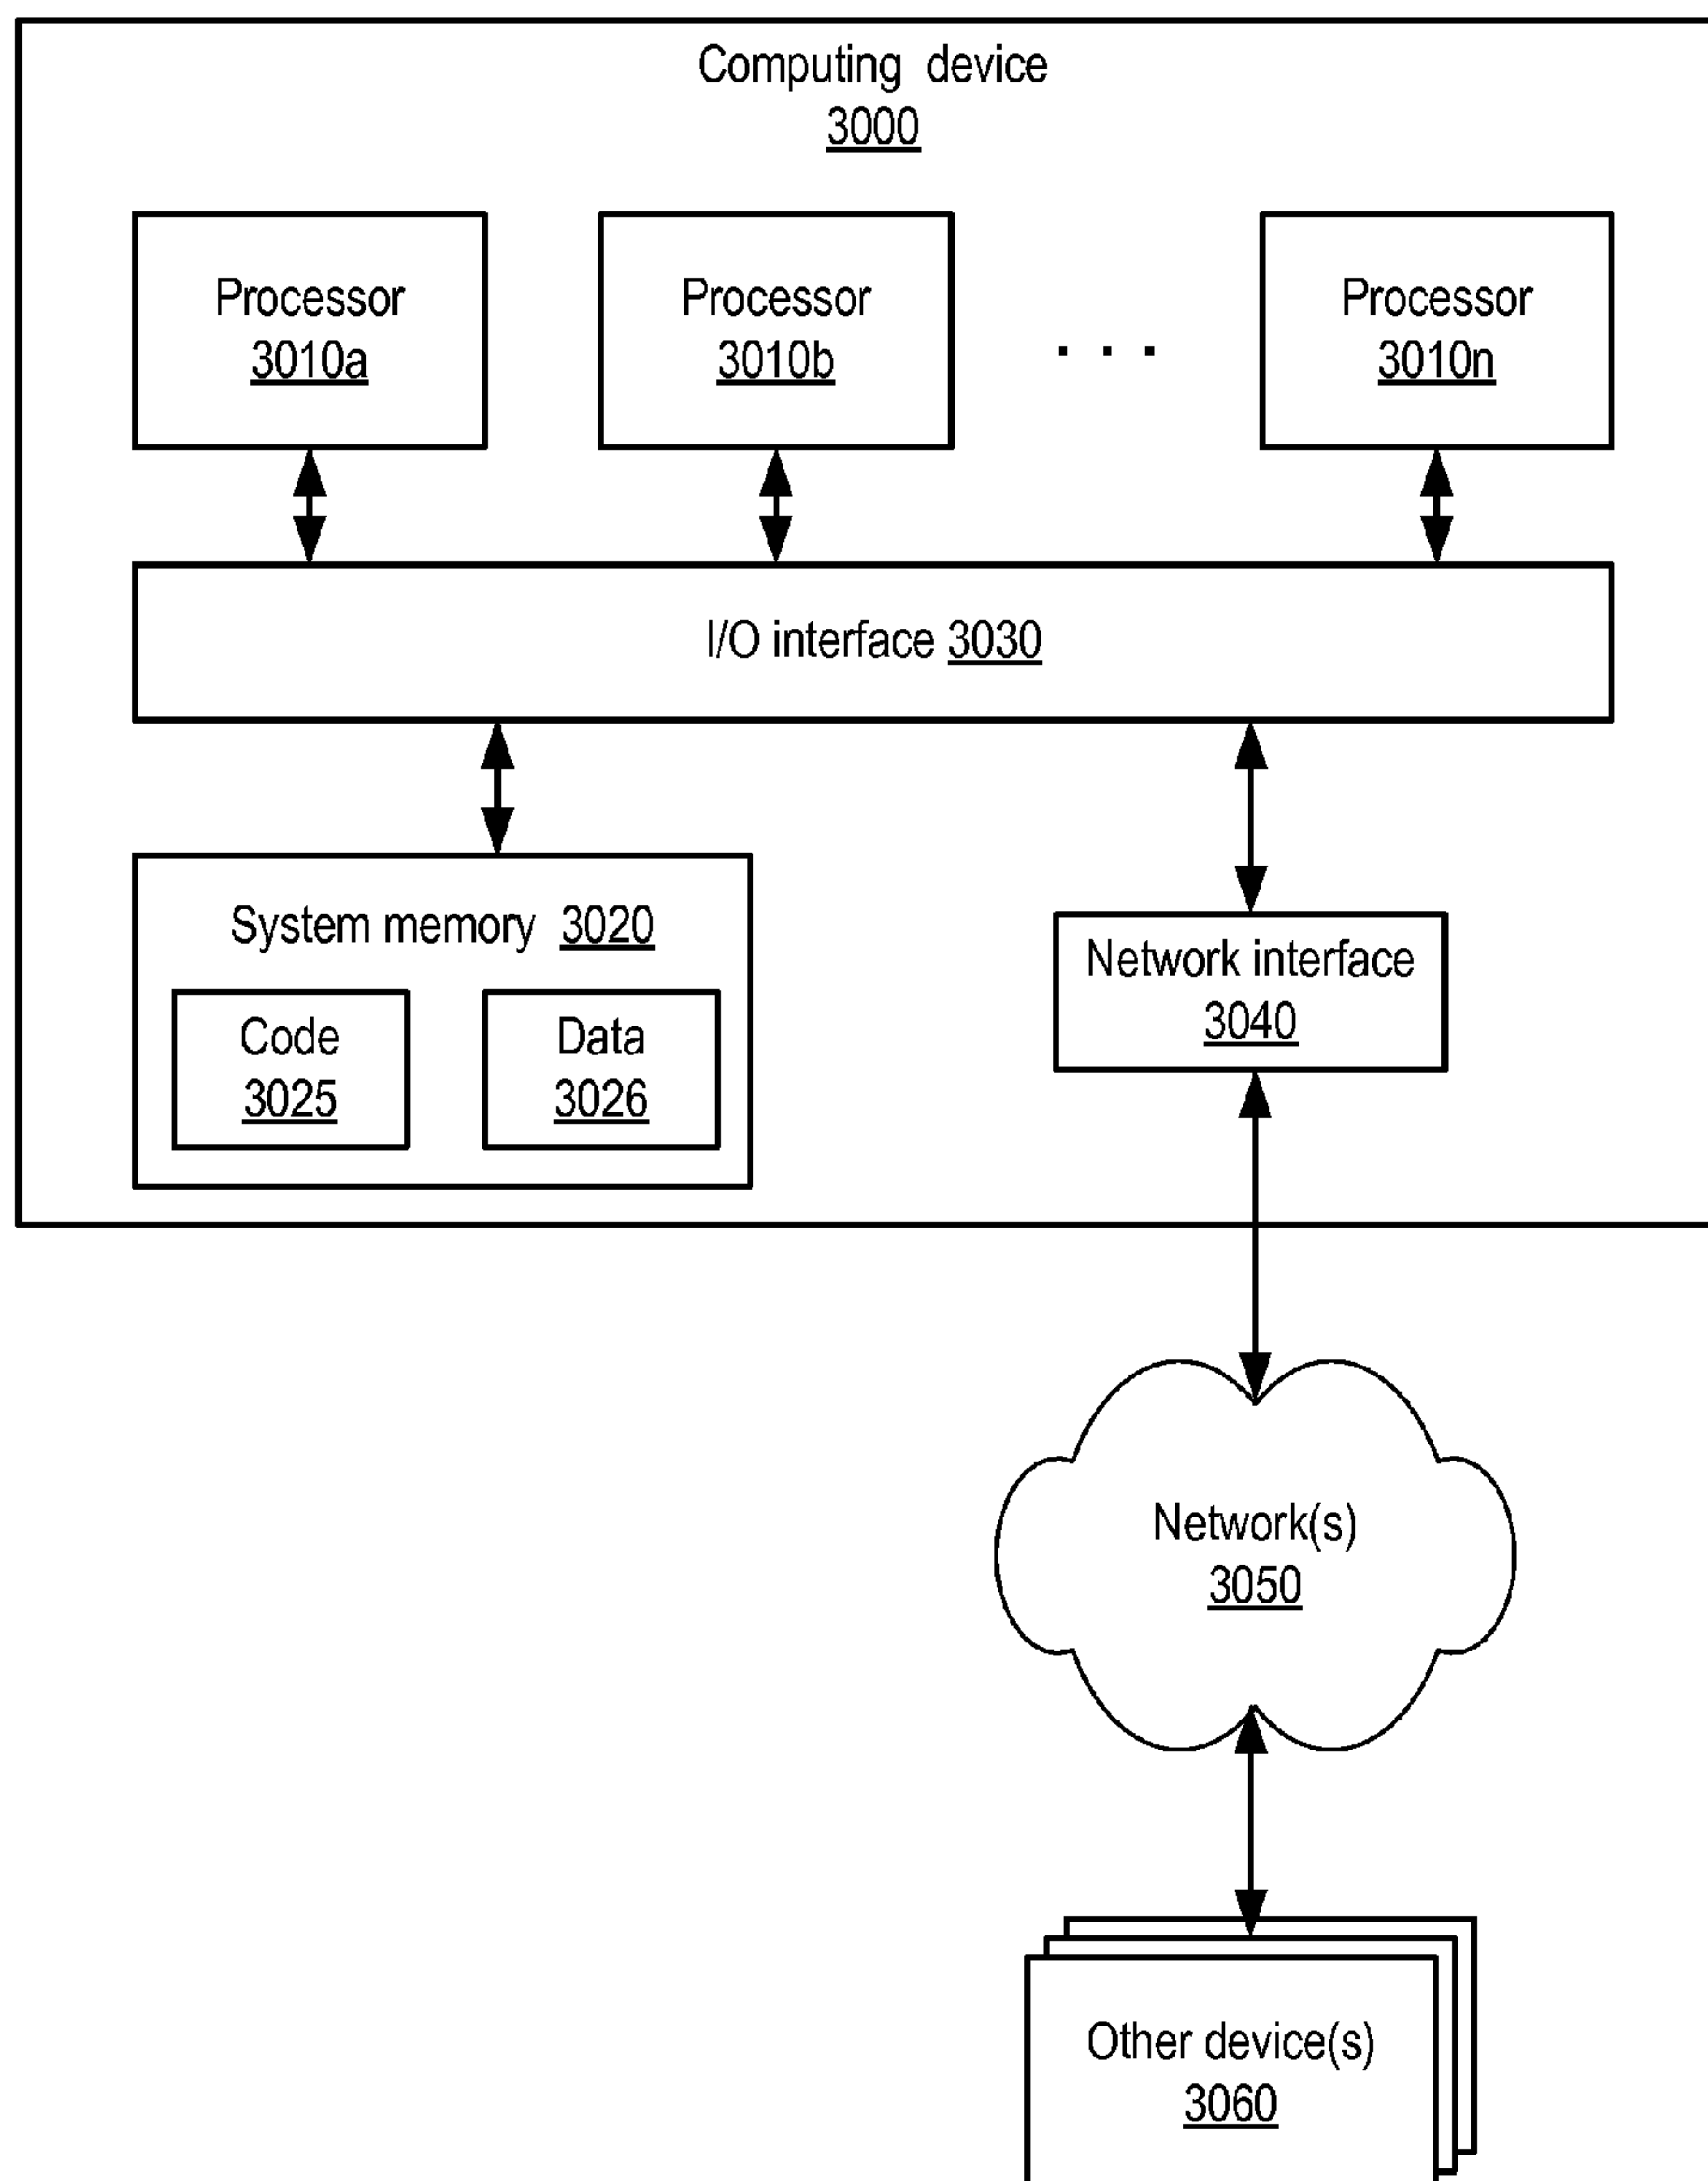 Computing device
3000
Processor
3010a
Processor
3010b
. . .
Processor
3010n
I/O interface 3030
System memory 3020
Code
3025
Data
3026
Network interface
3040
Network(s)
3050
Other device(s)
3060